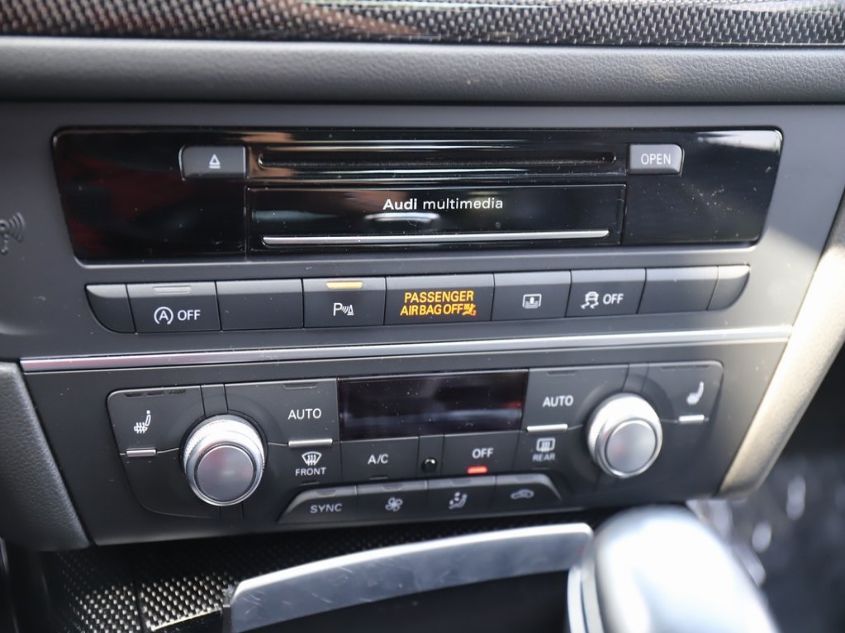 OPEN
Audi multimedia
A OFF
P
PASSENGER
AIR BAG OFF
OFF
AUTO
AUTO
FRONT
A/C
OFF
REAR
SYNC